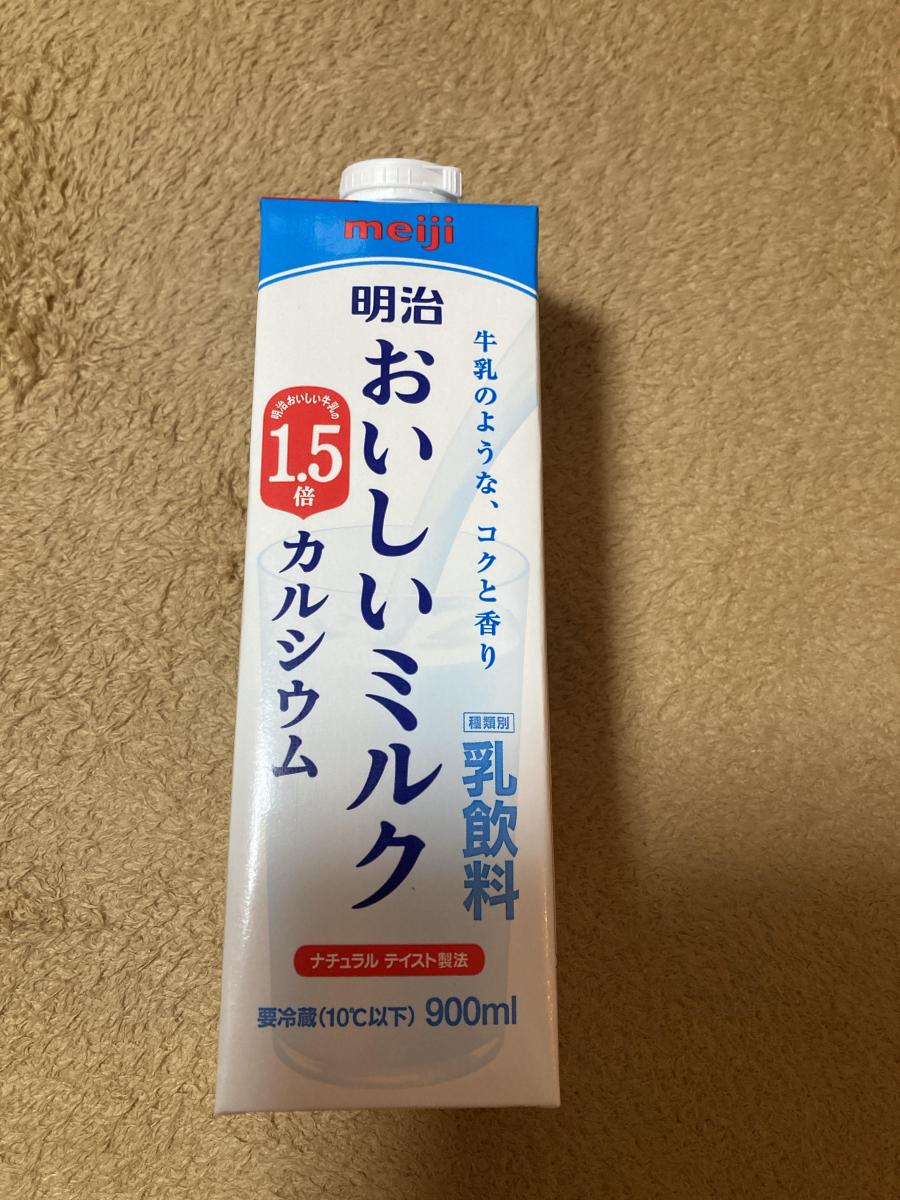 meiji
明治
おいしいミルク
牛乳のような、コクと香り
明治おいしい牛乳の
1.5
倍
カルシウム
種類別
乳飲料
ナチュラル テイスト製法
要冷蔵(10℃以下) 900ml